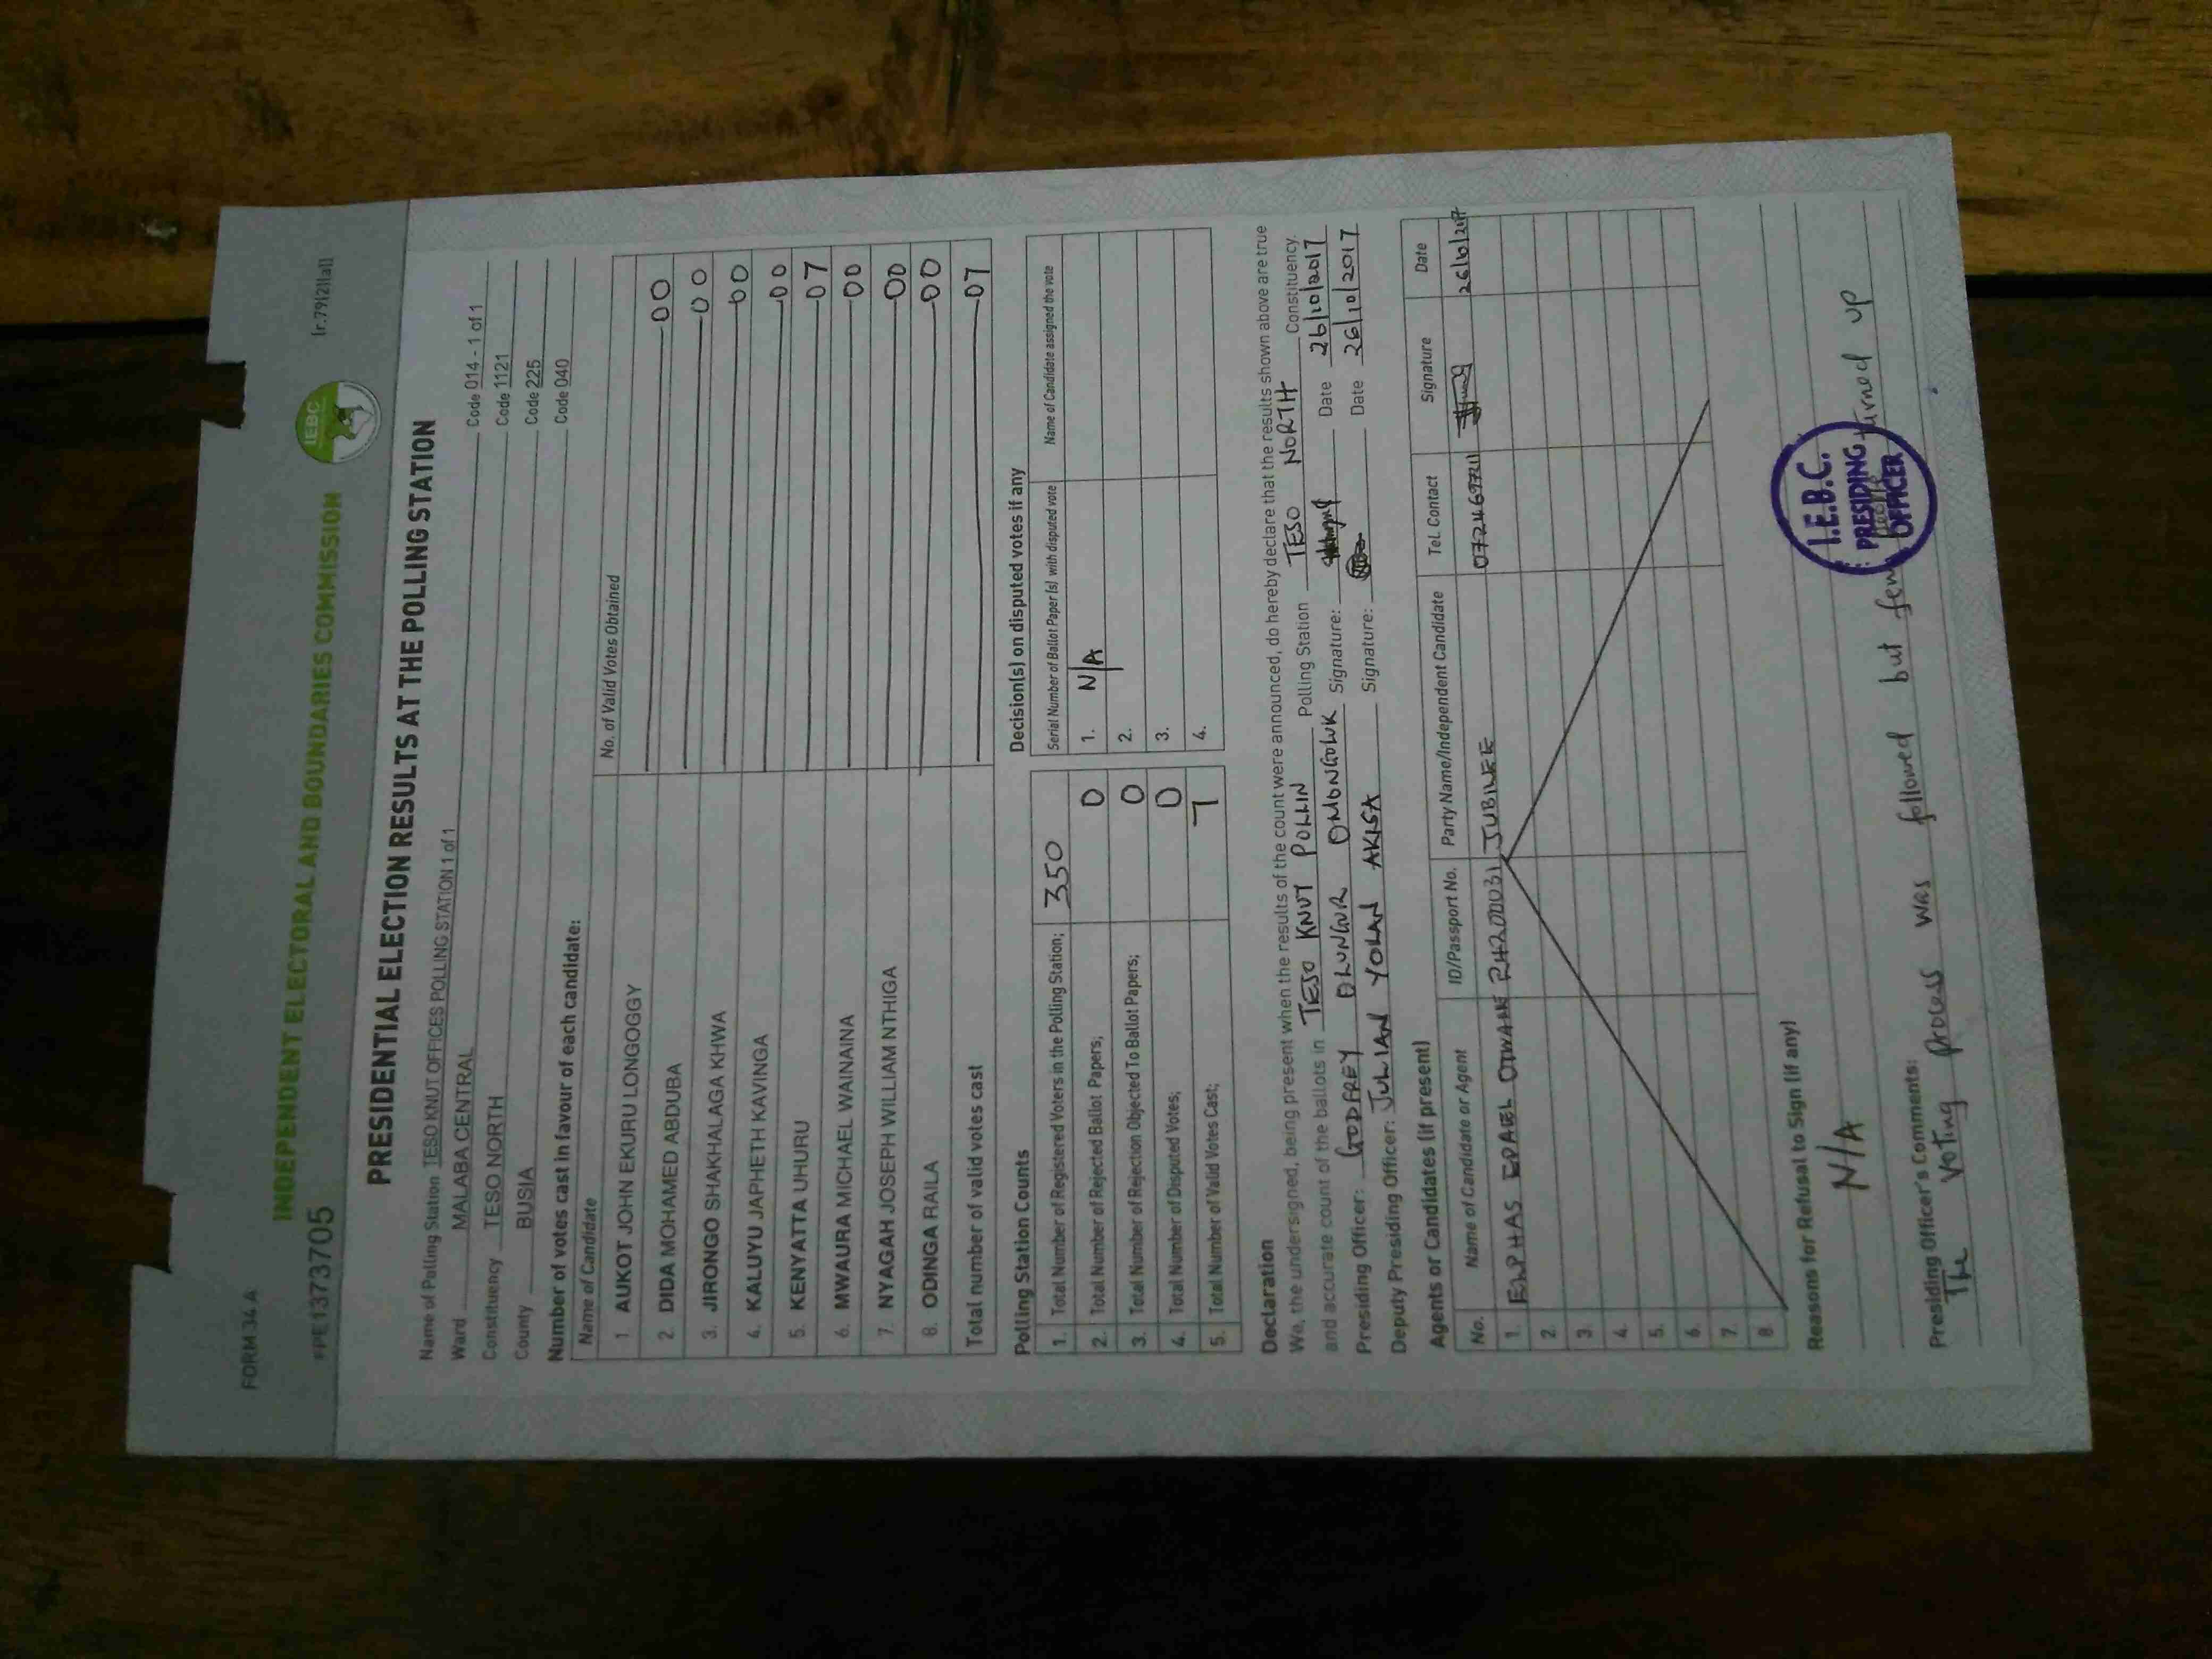 FORM 34 A
[r.79(2)(a)]
INDEPENDENT ELECTORAL AND BOUNDARIES COMMISSION
IEBC
PRE1373705
PRESIDENTIAL ELECTION RESULTS AT THE POLLING STATION
Name of Polling Station TESO KNUT OFFICES POLLING STATION 1 of 1 Code 014 - 1 of 1
Ward MALABA CENTRAL Code 1121
Constituency TESO NORTH Code 225
County BUSIA Code 040
Number of votes cast in favour of each candidate:
Name of Candidate No. of Valid Votes Obtained
1. AUKOT JOHN EKURU LONGOGGY 00
2. DIDA MOHAMED ABDUBA 00
3. JIRONGO SHAKHALAGA KHWA 00
4. KALUYU JAPHETH KAVINGA 00
5. KENYATTA UHURU 07
6. MWAURA MICHAEL WAINAINA 00
7. NYAGAH JOSEPH WILLIAM NTHIGA 00
8. ODINGA RAILA 00
Total number of valid votes cast 07
Polling Station Counts
1. Total Number of Registered Voters in the Polling Station; 350
2. Total Number of Rejected Ballot Papers; 0
3. Total Number of Rejection Objected To Ballot Papers; 0
4. Total Number of Disputed Votes; 0
5. Total Number of Valid Votes Cast; 7
Decision(s) on disputed votes if any
Serial Number of Ballot Paper (s) with disputed vote Name of Candidate assigned the vote
1. N/A
2.
3.
4.
Declaration
We, the undersigned, being present when the results of the count were announced, do hereby declare that the results shown above are true
and accurate count of the ballots in TESO KNUT POLLIN Polling Station TESO NORTH Constituency.
Presiding Officer: GODFREY OLUNGUR OMONGOLUK Signature: Date 26/10/2017
Deputy Presiding Officer: JULIAN YOLAN AKISA Signature: Date 26/10/2017
Agents or Candidates (if present)
No. Name of Candidate or Agent ID/Passport No. Party Name/Independent Candidate Tel. Contact Signature Date
1. JUBILEE 26/10/2017
2.
3.
4.
5.
6.
7.
8.
Reasons for Refusal to Sign (if any)
N/A
Presiding Officer's Comments:
The voting process was followed but few people turned up
I.E.B.C.
PRESIDING
OFFICER